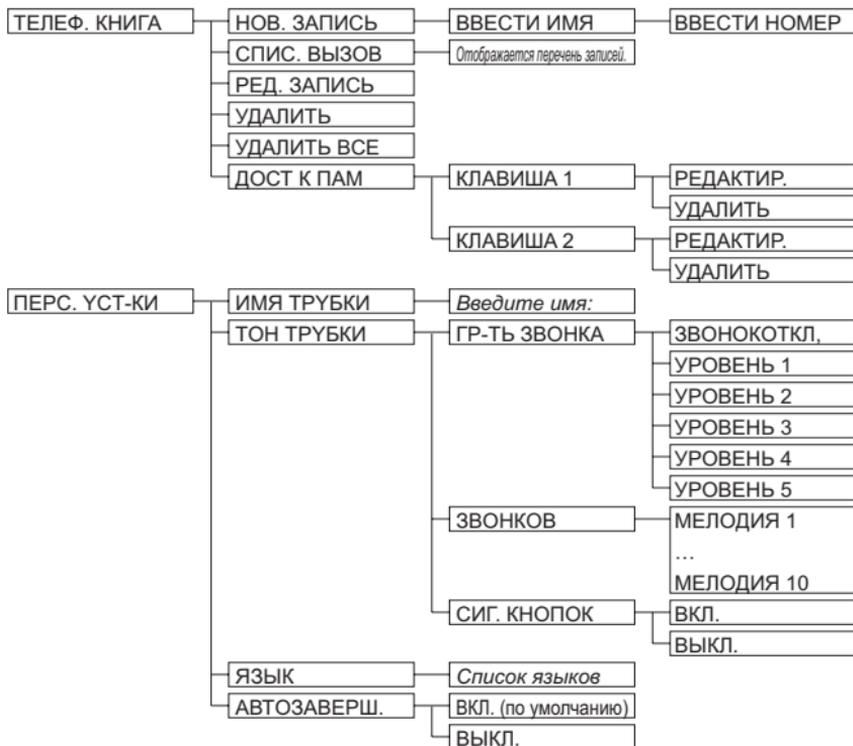 ТЕЛЕФ. КНИГА НОВ. ЗАПИСЬ ВВЕСТИ ИМЯ ВВЕСТИ НОМЕР
СПИС. ВЫЗОВ Отображается перечень записей.
РЕД. ЗАПИСЬ
УДАЛИТЬ
УДАЛИТЬ ВСЕ
ДОСТ К ПАМ КЛАВИША 1 РЕДАКТИР.
УДАЛИТЬ
КЛАВИША 2 РЕДАКТИР.
УДАЛИТЬ
ПЕРС. YСТ-КИ ИМЯ ТРYБКИ Введите имя:
ТОН ТРYБКИ ГР-ТЬ ЗВОНКА ЗВОНОКОТКЛ,
УРОВЕНЬ 1
УРОВЕНЬ 2
УРОВЕНЬ 3
УРОВЕНЬ 4
УРОВЕНЬ 5
ЗВОНКОВ МЕЛОДИЯ 1
...
МЕЛОДИЯ 10
СИГ. КНОПОК ВКЛ.
ВЫКЛ.
ЯЗЫК Список языков
АВТОЗАВЕРШ. ВКЛ. (по умолчанию)
ВЫКЛ.